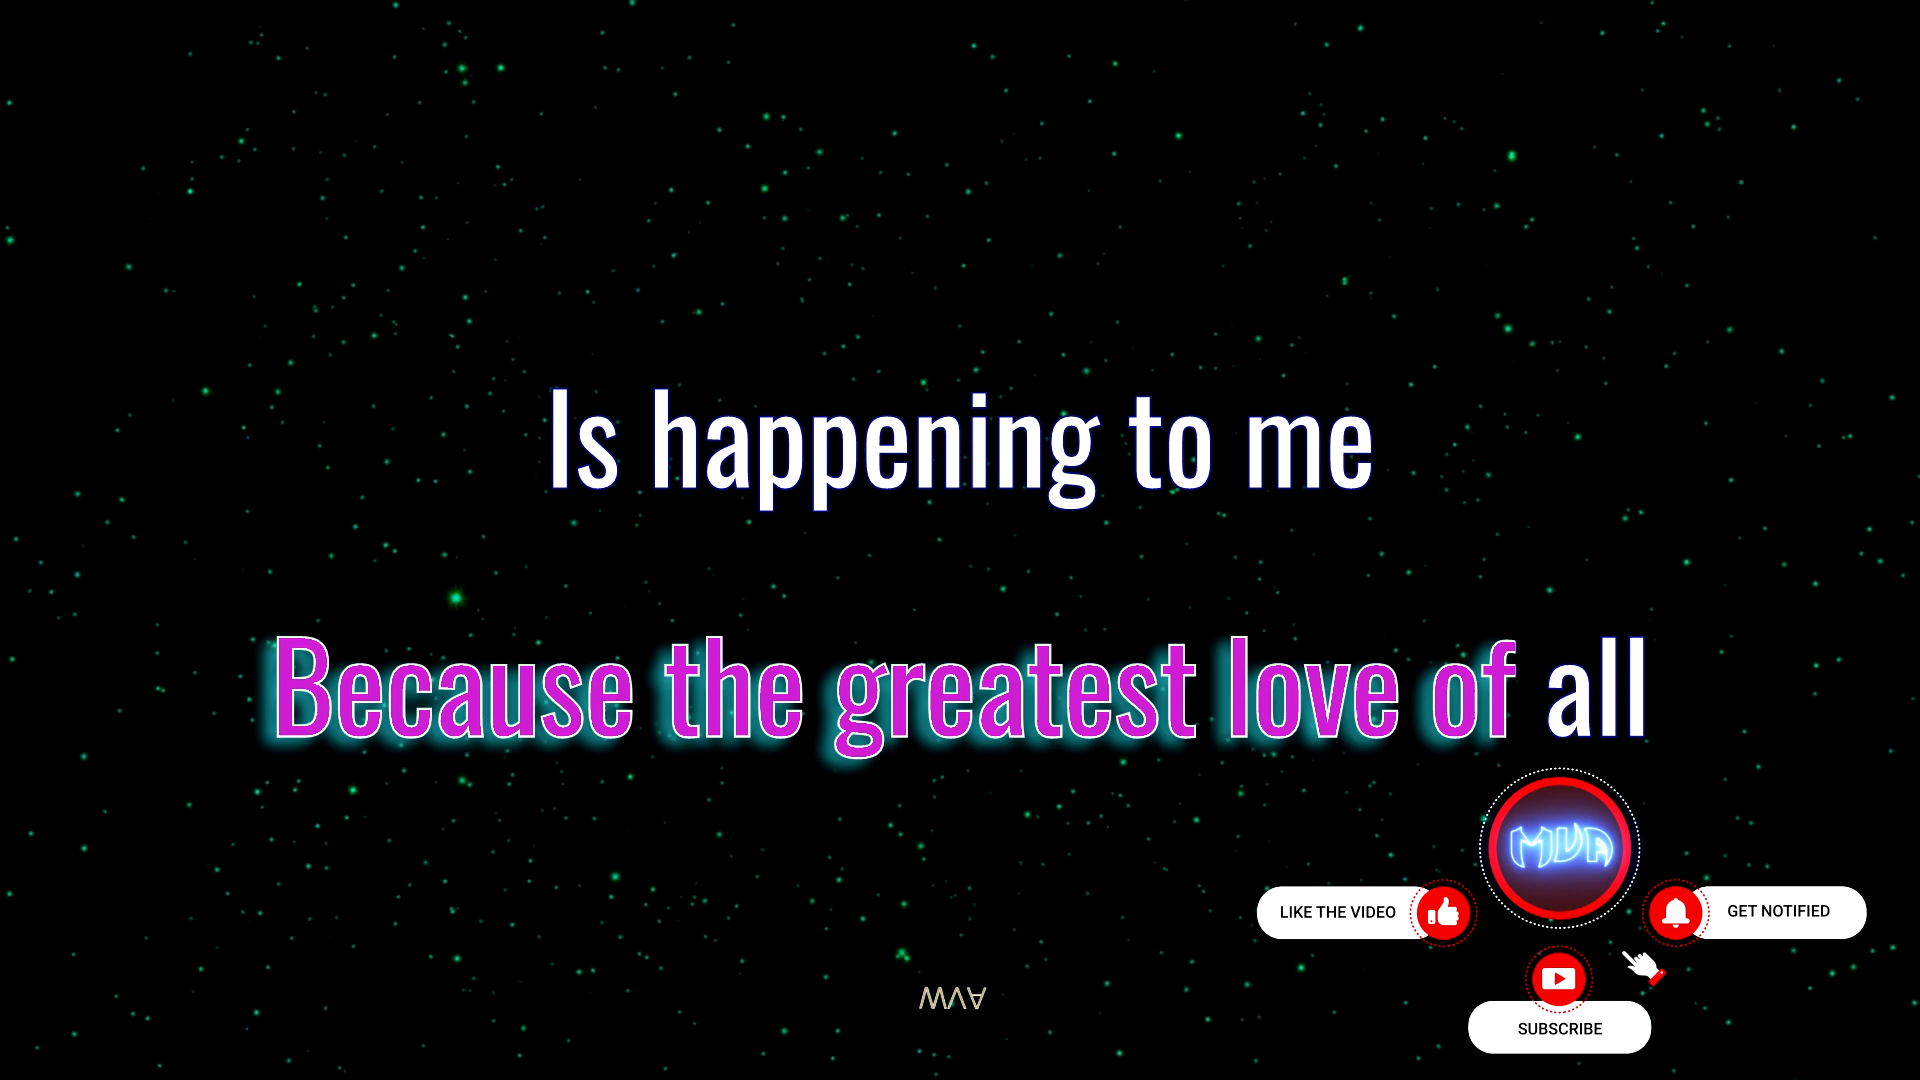 Is happening to me
Because the greatest love of all
MVA
LIKE THE VIDEO
GET NOTIFIED
SUBSCRIBE